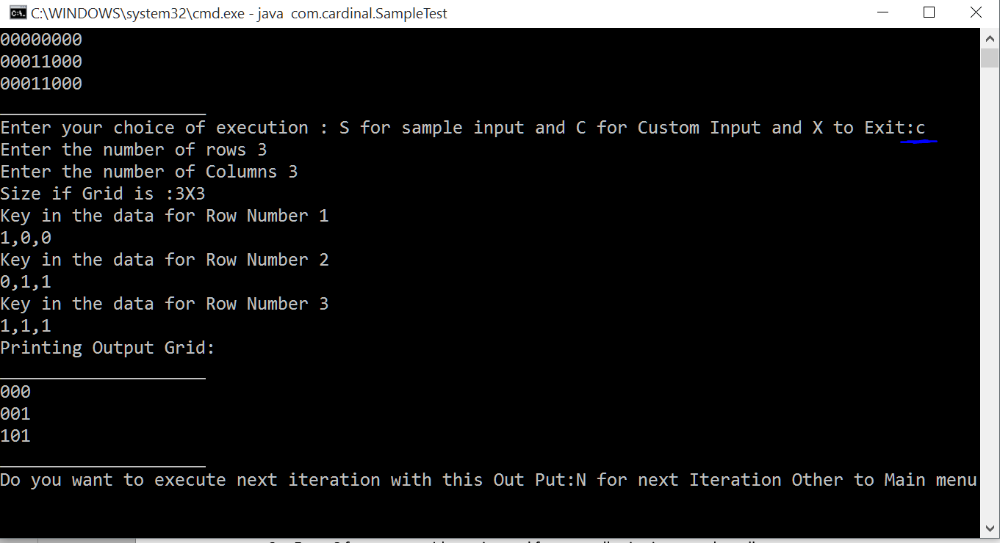 C:\WINDOWS\system32\cmd.exe - java  com.cardinal.SampleTest
00000000
00011000
00011000
____________________
Enter your choice of execution : S for sample input and C for Custom Input and X to Exit:c
Enter the number of rows 3
Enter the number of Columns 3
Size if Grid is :3X3
Key in the data for Row Number 1
1,0,0
Key in the data for Row Number 2
0,1,1
Key in the data for Row Number 3
1,1,1
Printing Output Grid:
____________________
000
001
101
____________________
Do you want to execute next iteration with this Out Put:N for next Iteration Other to Main menu